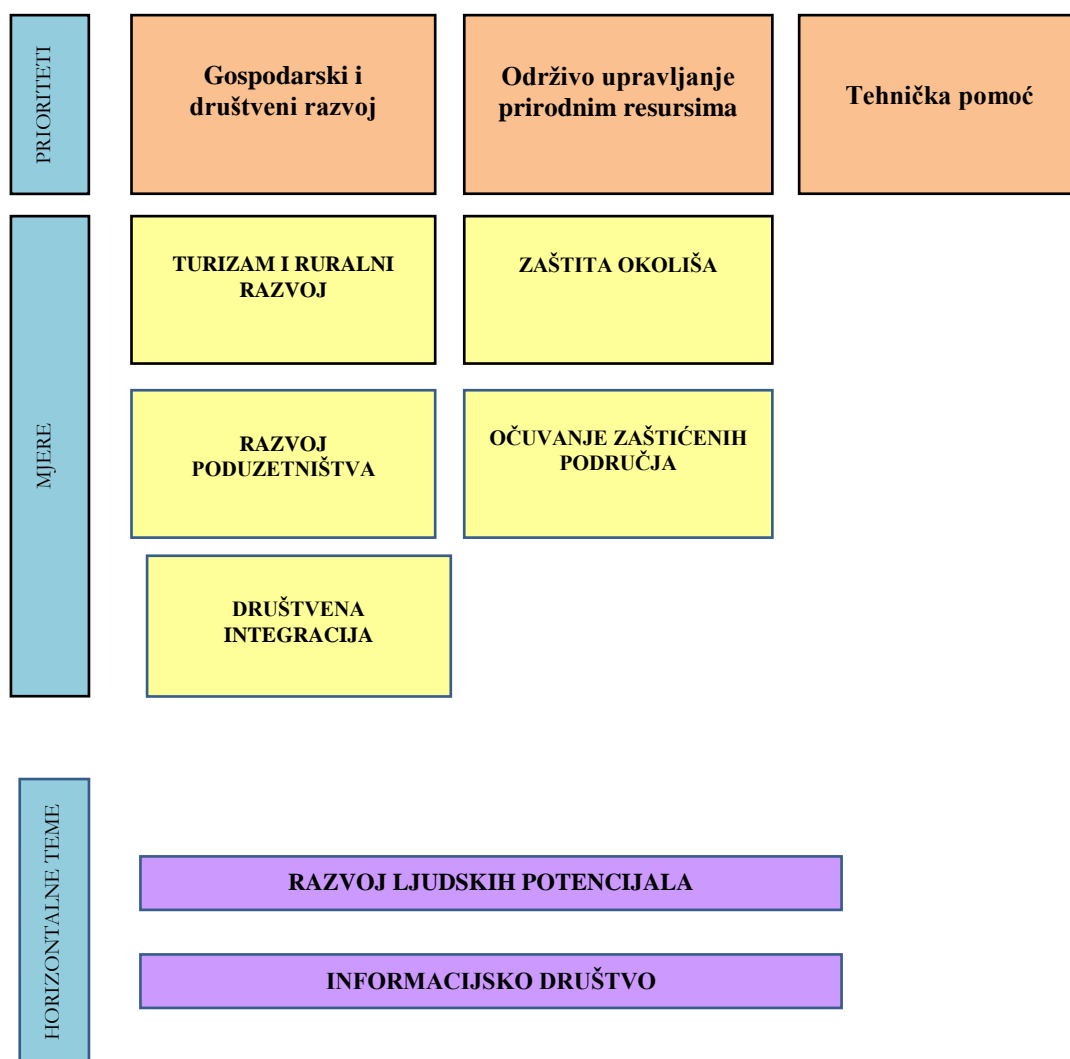 PRIORITETI
Gospodarski i
društveni razvoj
Održivo upravljanje
prirodnim resursima
Tehnička pomoć
MJERE
TURIZAM I RURALNI
RAZVOJ
ZAŠTITA OKOLIŠA
RAZVOJ
PODUZETNIŠTVA
OČUVANJE ZAŠTIĆENIH
PODRUČJA
DRUŠTVENA
INTEGRACIJA
HORIZONTALNE TEME
RAZVOJ LJUDSKIH POTENCIJALA
INFORMACIJSKO DRUŠTVO